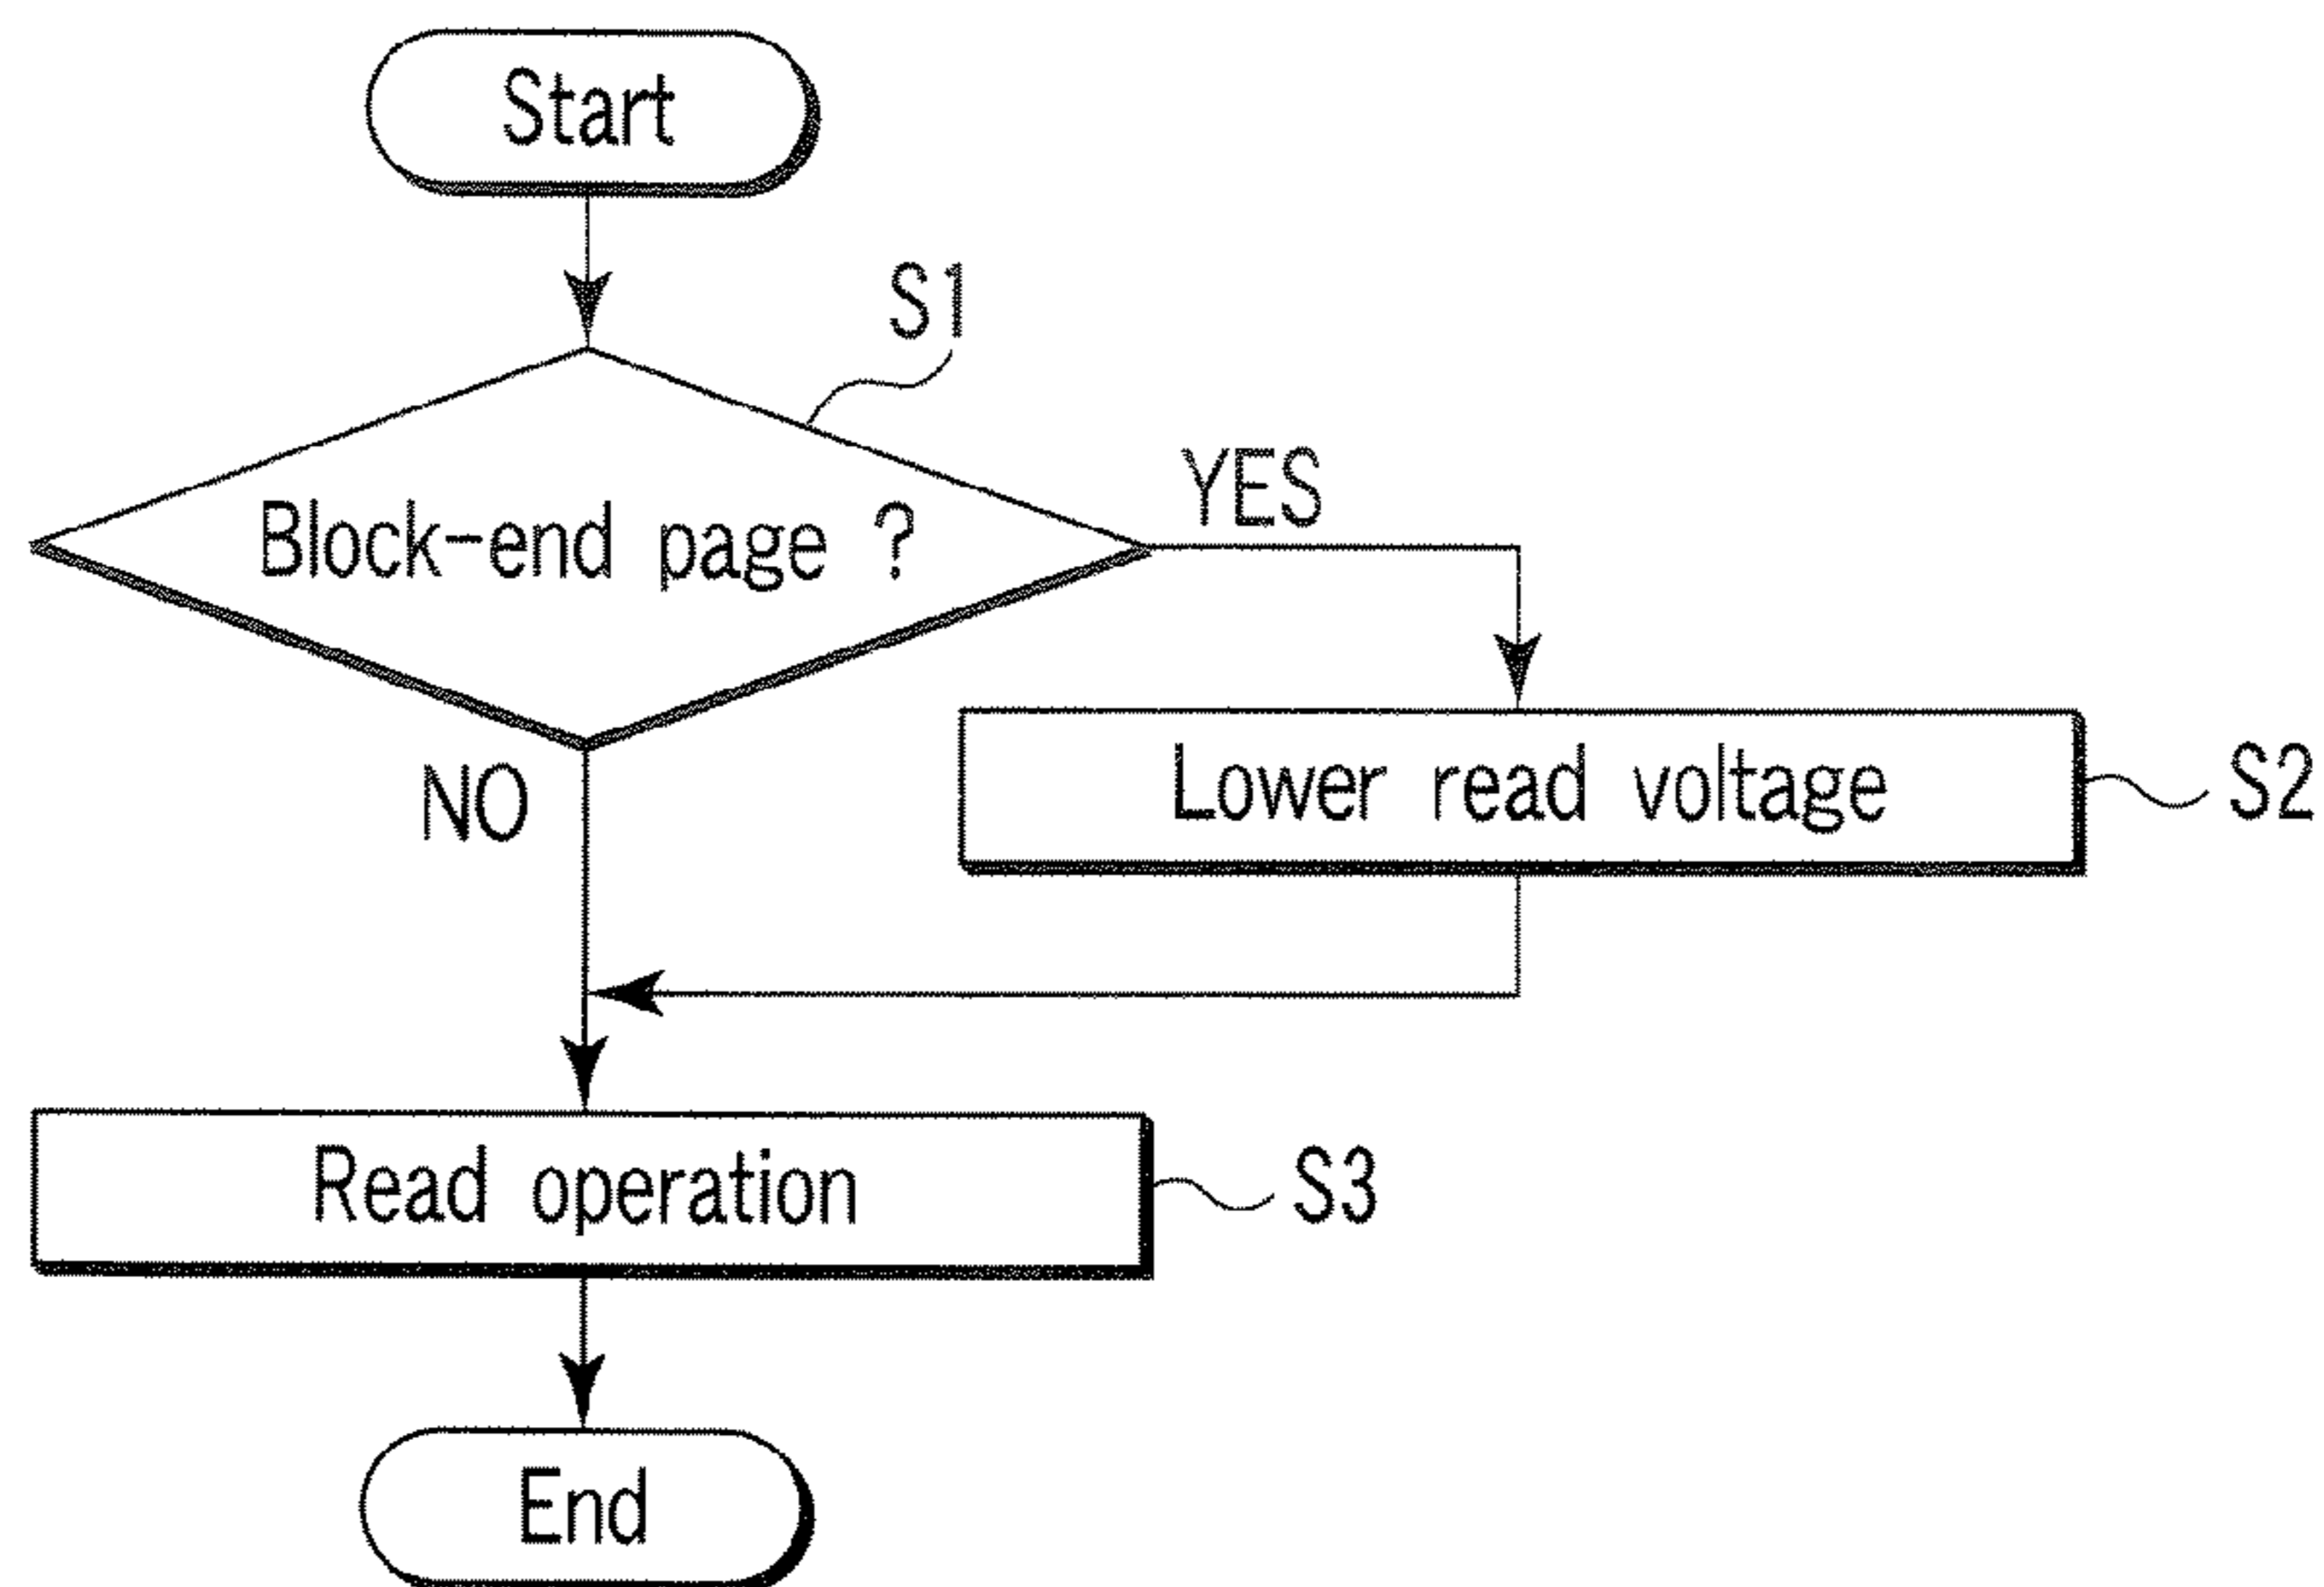 Start
S1
Block-end page ?
YES
NO
Lower read voltage
S2
Read operation
S3
End